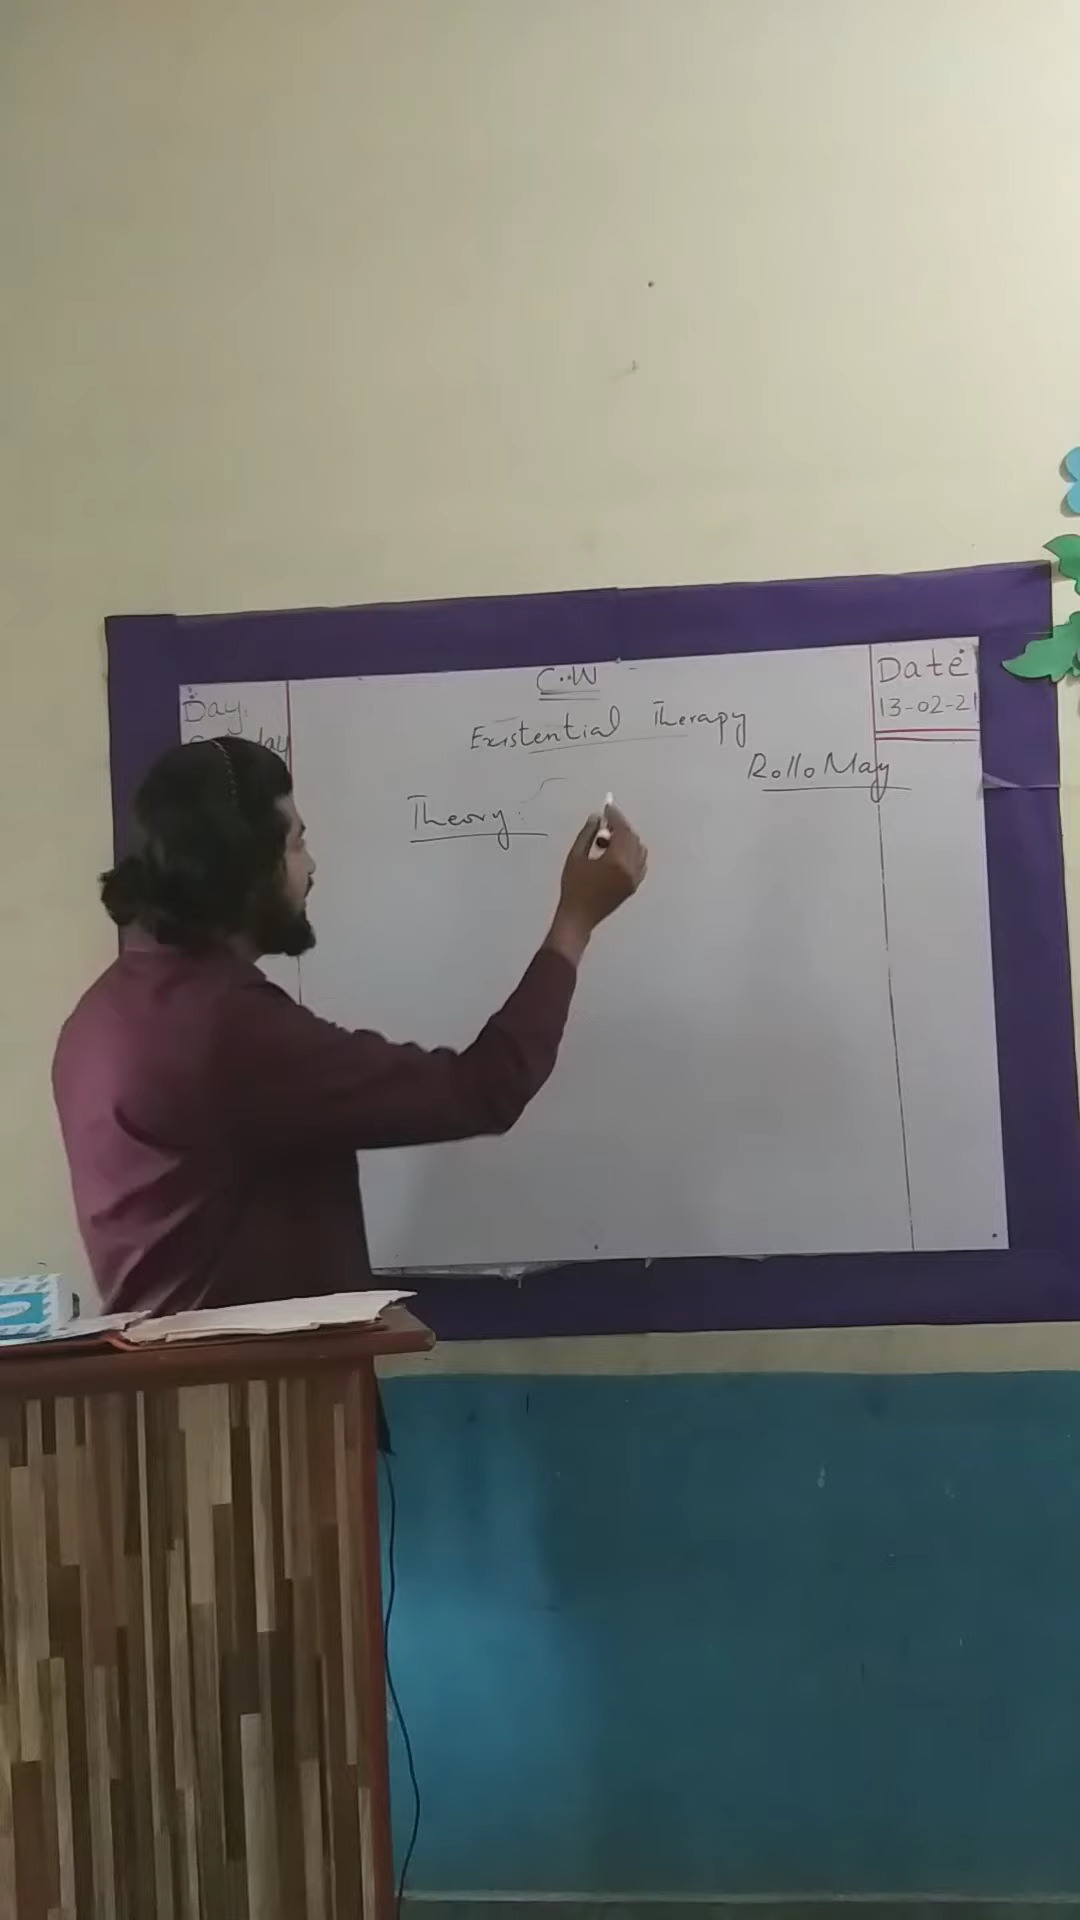 C.W
Day:
Date
13-02-21
Existential Therapy
Rollo May
Theory: